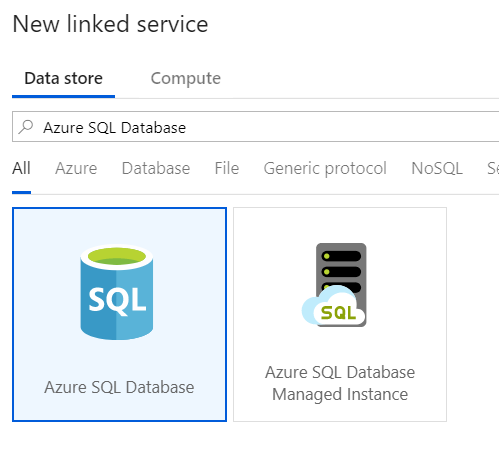 New linked service
Data store Compute
Azure SQL Database
All Azure Database File Generic protocol NoSQL Se
SQL
SQL
Azure SQL Database
Azure SQL Database
Managed Instance